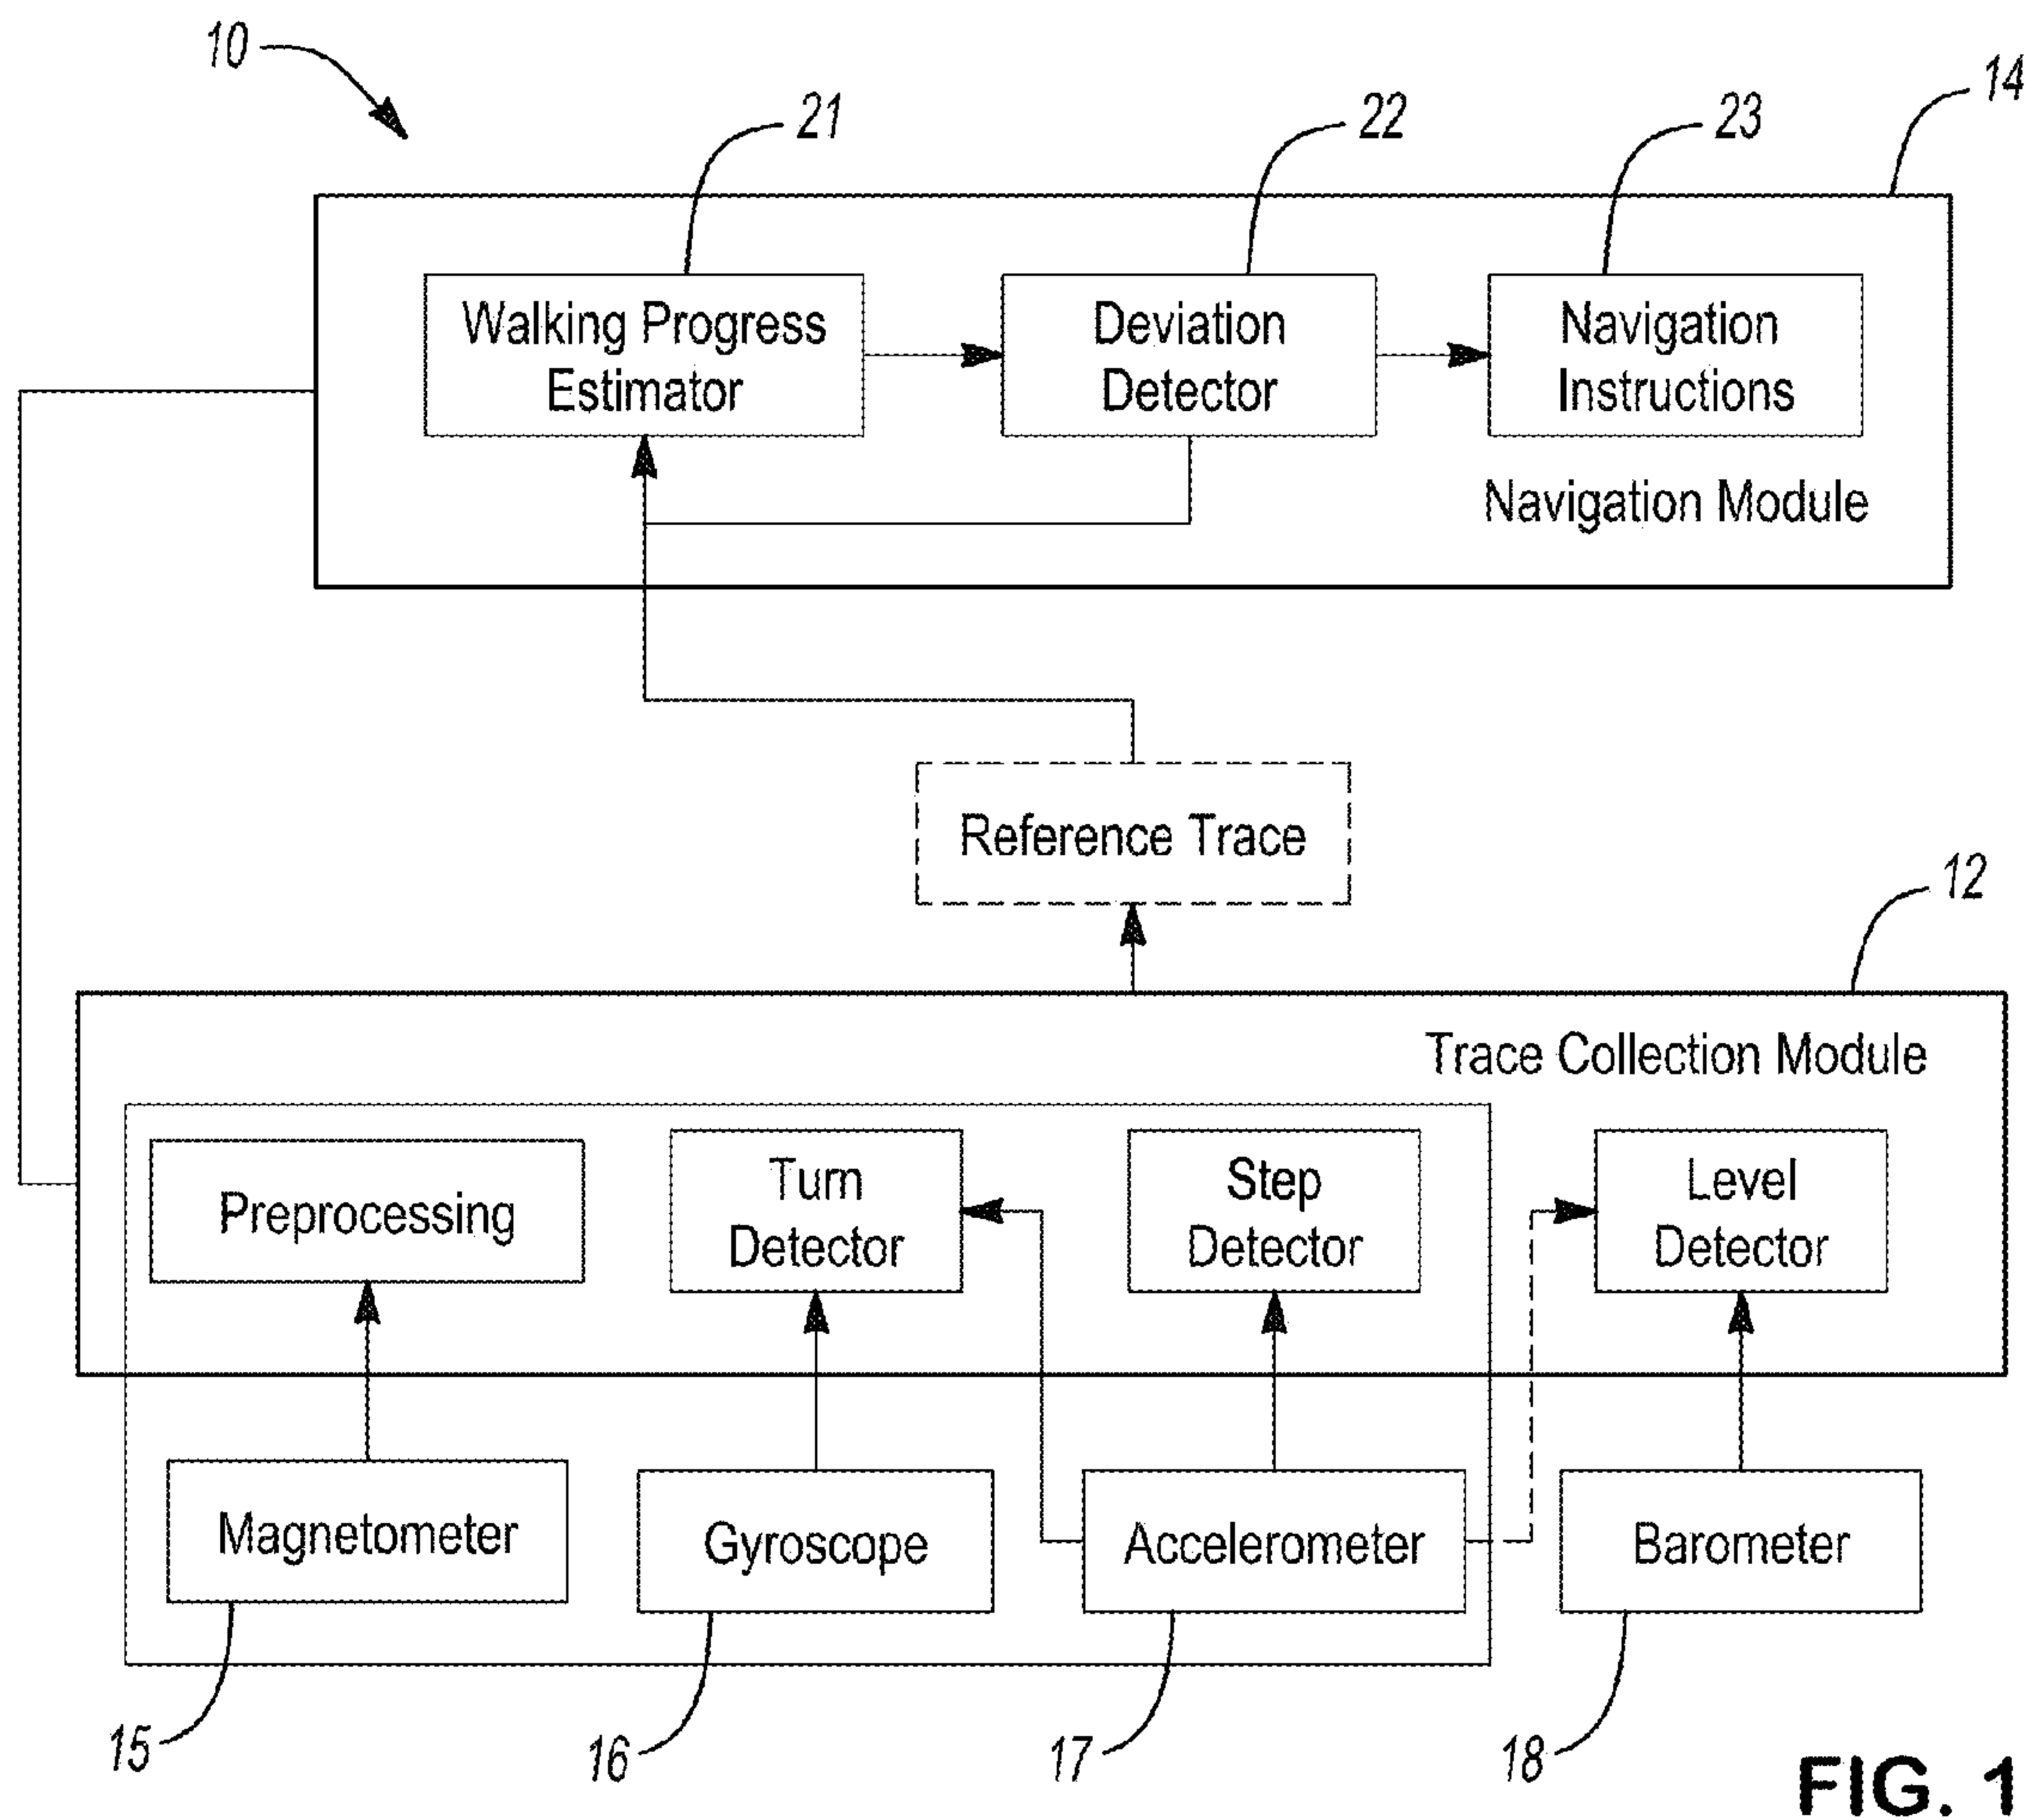 10
14
21
22
23
Walking Progress
Estimator
Deviation
Detector
Navigation
Instructions
Navigation Module
Reference Trace
12
Trace Collection Module
Preprocessing
Turn
Detector
Step
Detector
Level
Detector
Magnetometer
Gyroscope
Accelerometer
Barometer
15
16
17
18
FIG. 1